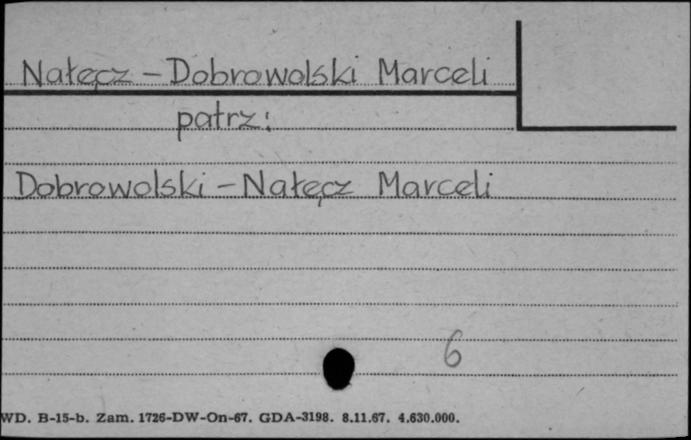 Nałęcz - Dobrowolski Marceli
patrz:
Dobrowolski - Nałęcz Marceli
6
WD. B-15-b. Zam. 1726-DW-On-67. GDA-3198. 8.11.67. 4.630.000.